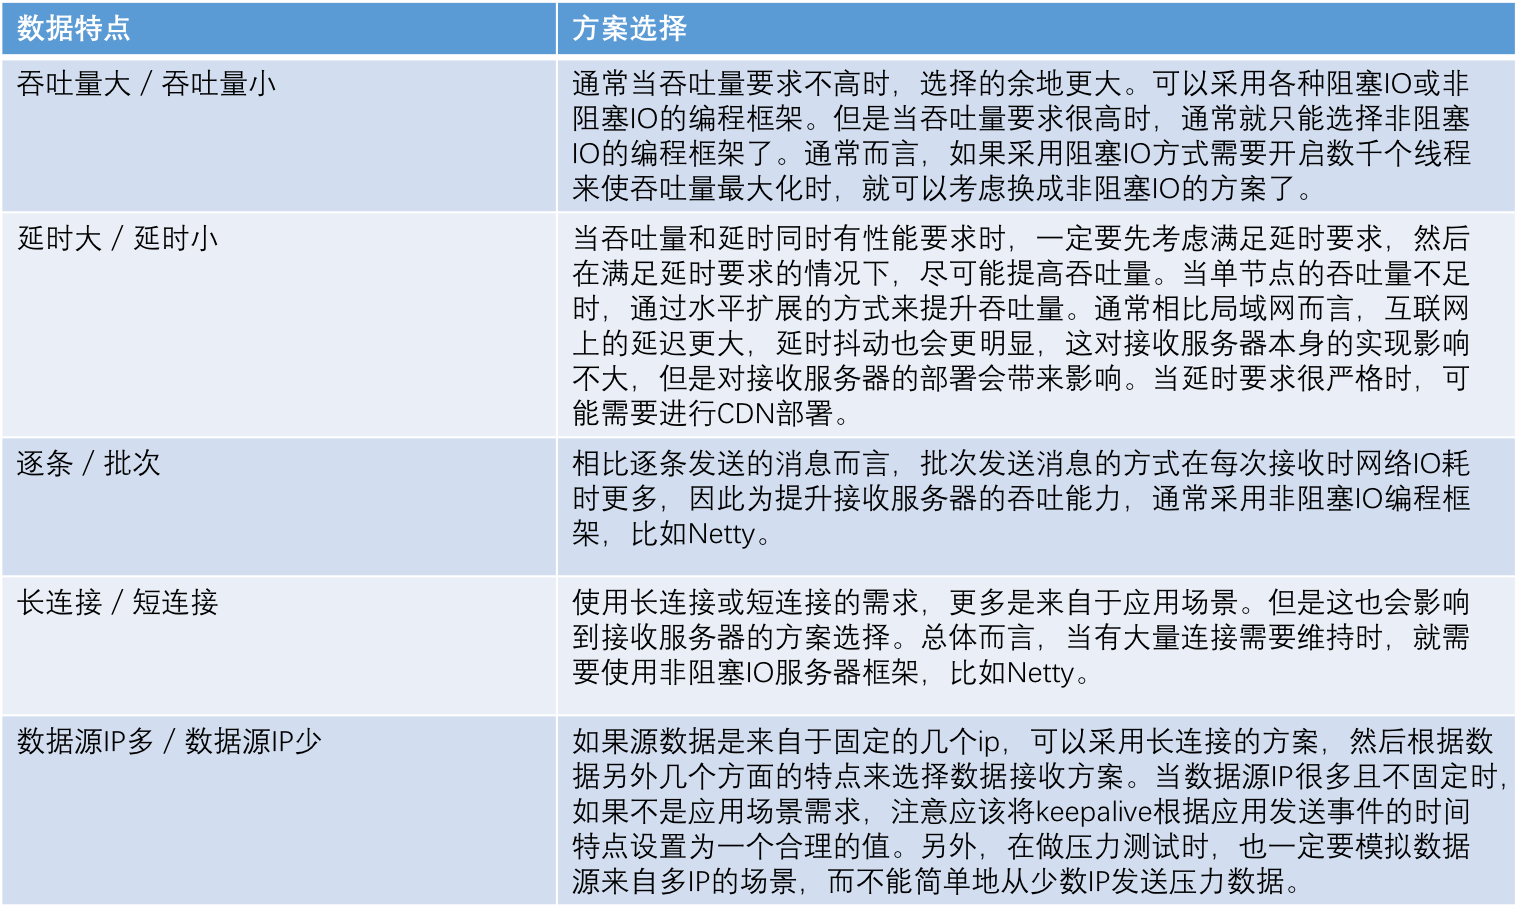 数据特点
方案选择
吞吐量大 / 吞吐量小
通常当吞吐量要求不高时，选择的余地更大。可以采用各种阻塞IO或非
阻塞IO的编程框架。但是当吞吐量要求很高时，通常就只能选择非阻塞
IO的编程框架了。通常而言，如果采用阻塞IO方式需要开启数千个线程
来使吞吐量最大化时，就可以考虑换成非阻塞IO的方案了。
延时大 / 延时小
当吞吐量和延时同时有性能要求时，一定要先考虑满足延时要求，然后
在满足延时要求的情况下，尽可能提高吞吐量。当单节点的吞吐量不足
时，通过水平扩展的方式来提升吞吐量。通常相比局域网而言，互联网
上的延迟更大，延时抖动也会更明显，这对接收服务器本身的实现影响
不大，但是对接收服务器的部署会带来影响。当延时要求很严格时，可
能需要进行CDN部署。
逐条 / 批次
相比逐条发送的消息而言，批次发送消息的方式在每次接收时网络IO耗
时更多，因此为提升接收服务器的吞吐能力，通常采用非阻塞IO编程框
架，比如Netty。
长连接 / 短连接
使用长连接或短连接的需求，更多是来自于应用场景。但是这也会影响
到接收服务器的方案选择。总体而言，当有大量连接需要维持时，就需
要使用非阻塞IO服务器框架，比如Netty。
数据源IP多 / 数据源IP少
如果源数据是来自于固定的几个ip，可以采用长连接的方案，然后根据数
据另外几个方面的特点来选择数据接收方案。当数据源IP很多且不固定时，
如果不是应用场景需求，注意应该将keepalive根据应用发送事件的时间
特点设置为一个合理的值。另外，在做压力测试时，也一定要模拟数据
源来自多IP的场景，而不能简单地从少数IP发送压力数据。